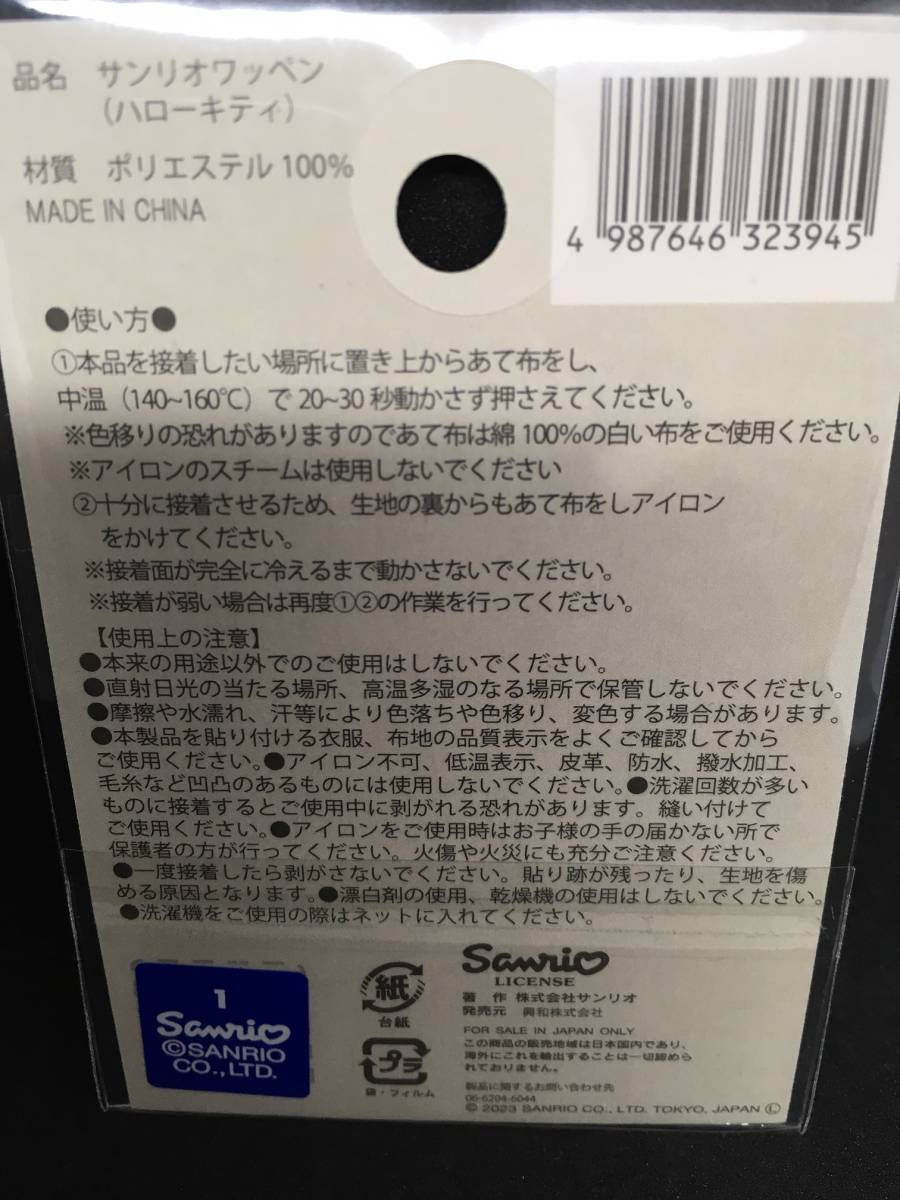 品名 サンリオワッペン
(ハローキティ)
材質 ポリエステル 100%
MADE IN CHINA
4 987646 323945
●使い方●
①本品を接着したい場所に置き上からあて布をし、
中温（140~160℃）で 20~30 秒動かさず押さえてください。
※色移りの恐れがありますのであて布は綿 100%の白い布をご使用ください。
※アイロンのスチームは使用しないでください
②十分に接着させるため、生地の裏からもあて布をしアイロン
をかけてください。
※接着面が完全に冷えるまで動かさないでください。
※接着が弱い場合は再度①②の作業を行ってください。
【使用上の注意】
●本来の用途以外でのご使用はしないでください。
●直射日光の当たる場所、高温多湿のなる場所で保管しないでください。
●摩擦や水濡れ、汗等により色落ちや色移り、変色する場合があります。
●本製品を貼り付ける衣服、布地の品質表示をよくご確認してから
ご使用ください。●アイロン不可、低温表示、皮革、防水、撥水加工、
毛糸など凹凸のあるものには使用しないでください。●洗濯回数が多い
ものに接着するとご使用中に剥がれる恐れがあります。縫い付けて
ご使用ください。●アイロンをご使用時はお子様の手の届かない所で
保護者の方が行ってください。火傷や火災にも充分ご注意ください。
●一度接着したら剥がさないでください。貼り跡が残ったり、生地を傷
める原因となります。●漂白剤の使用、乾燥機の使用はしないでください。
●洗濯機をご使用の際はネットに入れてください。
1
Sanrio
©SANRIO
CO.,LTD.
紙
台紙
プラ
袋・フィルム
Sanrio
LICENSE
著 作 株式会社サンリオ
発売元 興和株式会社
FOR SALE IN JAPAN ONLY
この商品の販売地域は日本国内であり、
海外にこれを輸出することは一切認めら
れておりません。
製品に関するお問い合わせ先
06-6204-6044
© 2023 SANRIO CO., LTD. TOKYO, JAPAN Ⓛ